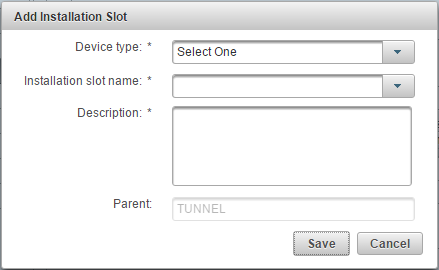 Add Installation Slot
Device type: * Select One
Installation slot name: *
Description: *
Parent: TUNNEL
Save Cancel